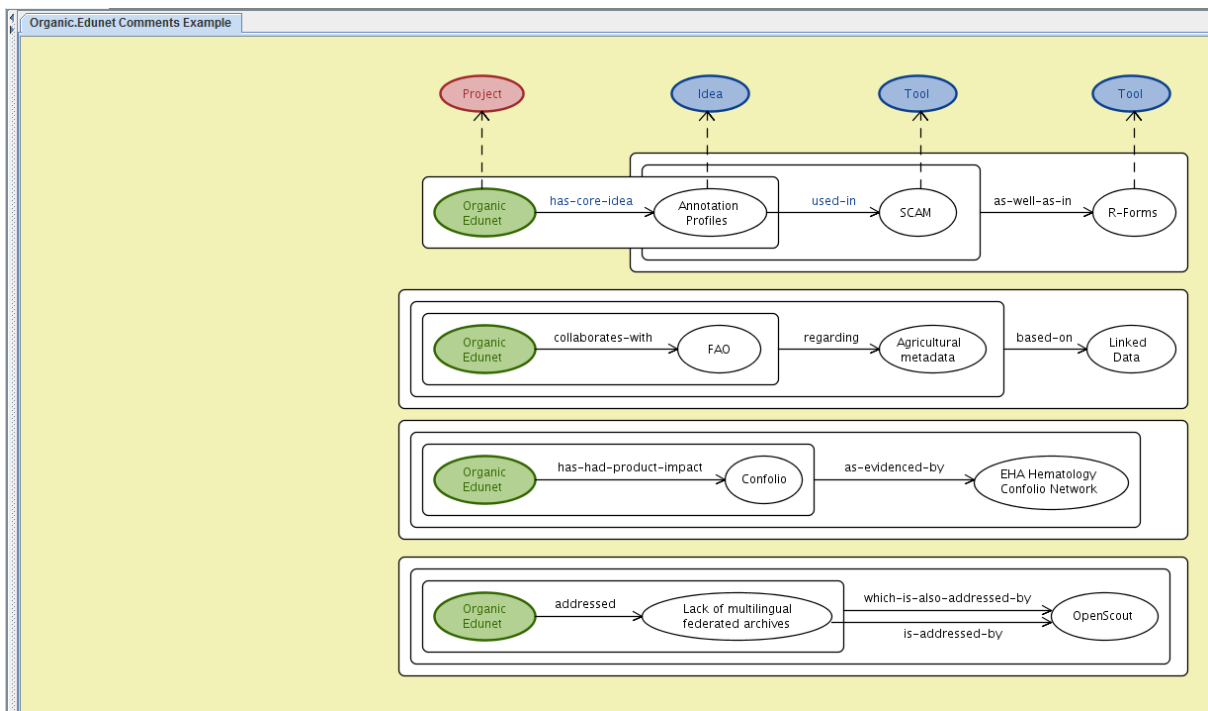 Organic.Edunet Comments Example
Project
Idea
Tool
Tool
Organic
Edunet
has-core-idea
Annotation
Profiles
used-in
SCAM
as-well-as-in
R-Forms
Organic
Edunet
collaborates-with
FAO
regarding
Agricultural
metadata
based-on
Linked
Data
Organic
Edunet
has-had-product-impact
Confolio
as-evidenced-by
EHA Hematology
Confolio Network
Organic
Edunet
addressed
Lack of multilingual
federated archives
which-is-also-addressed-by
is-addressed-by
OpenScout